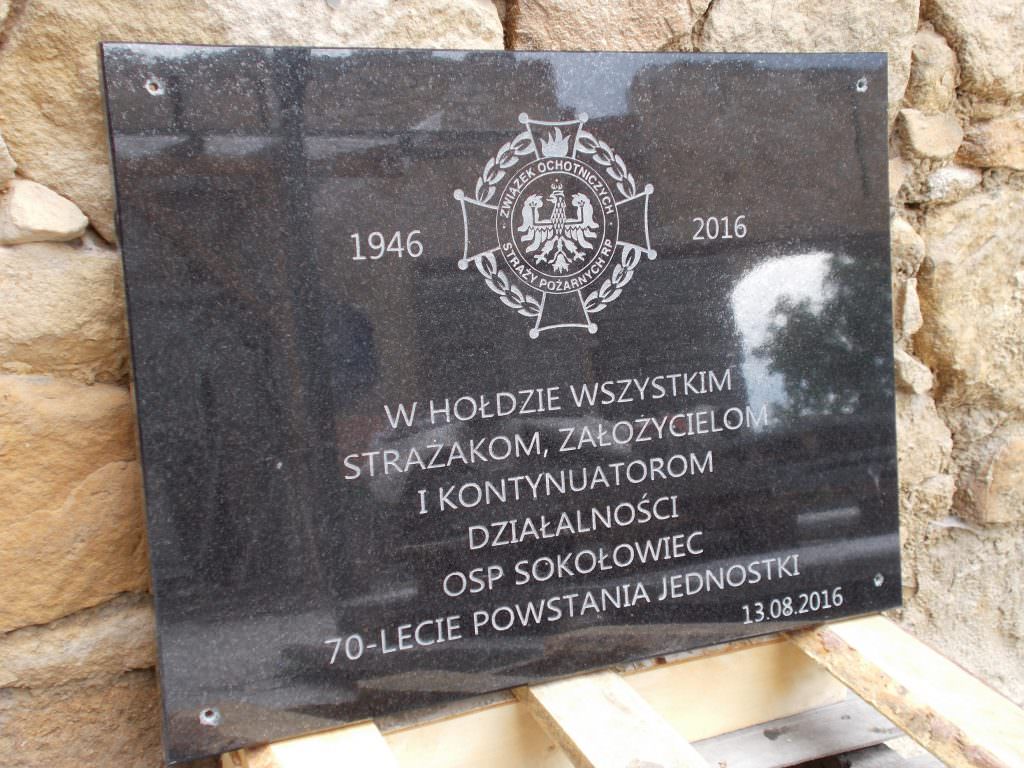 ZWIĄZEK OCHOTNICZYCH
STRAŻY POŻARNYCH RP
1946
2016
W HOŁDZIE WSZYSTKIM
STRAŻAKOM, ZAŁOŻYCIELOM
I KONTYNUATOROM
DZIAŁALNOŚCI
OSP SOKOŁOWIEC
70-LECIE POWSTANIA JEDNOSTKI
13.08.2016